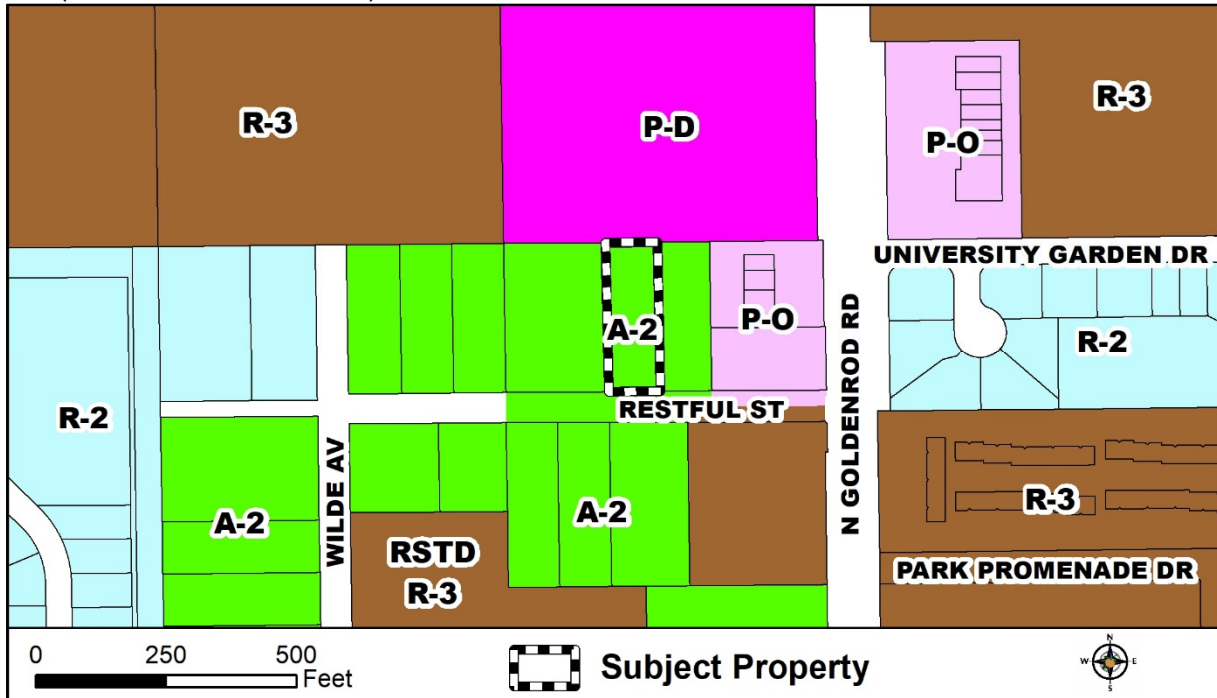 R-3
P-D
R-3
P-O
UNIVERSITY GARDEN DR
A-2
P-O
R-2
R-2
RESTFUL ST
WILDE AV
N GOLDENROD RD
A-2
A-2
R-3
RSTD
R-3
PARK PROMENADE DR
0 250 500
Feet
Subject Property
N
W E
S